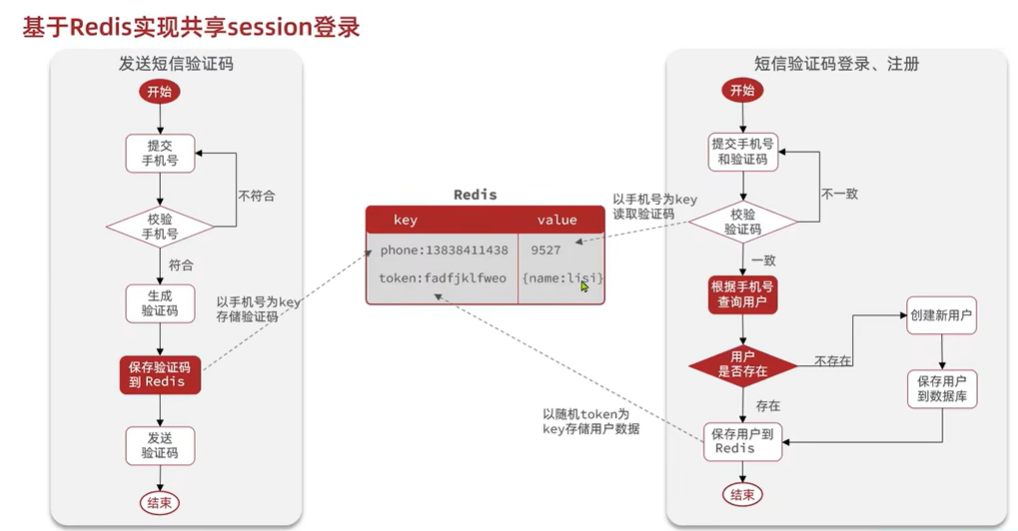 基于Redis实现共享session登录
发送短信验证码
开始
提交
手机号
不符合
校验
手机号
符合
生成
验证码
以手机号为key
存储验证码
保存验证码
到 Redis
发送
验证码
结束
Redis
key value
phone:13838411438 9527
token:fadfjklfweo {name:lisi}
以手机号为key
读取验证码
以随机token为
key存储用户数据
短信验证码登录、注册
开始
提交手机号
和验证码
不一致
校验
验证码
一致
根据手机号
查询用户
用户
是否存在
不存在
创建新用户
保存用户
到数据库
存在
保存用户到
Redis
结束